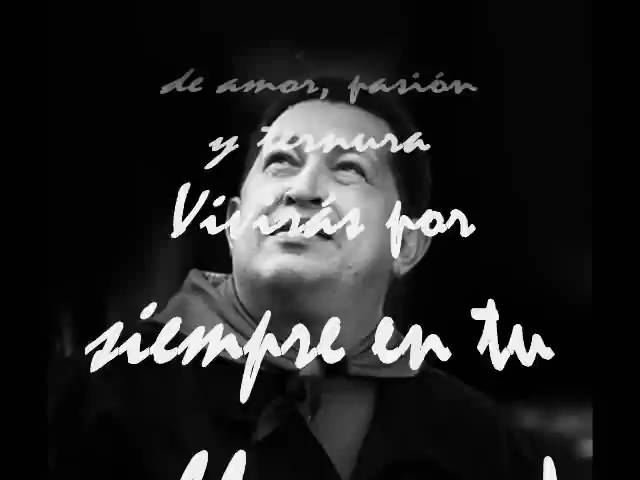 de amor, pasión
y ternura
Vivirás por
siempre en tu